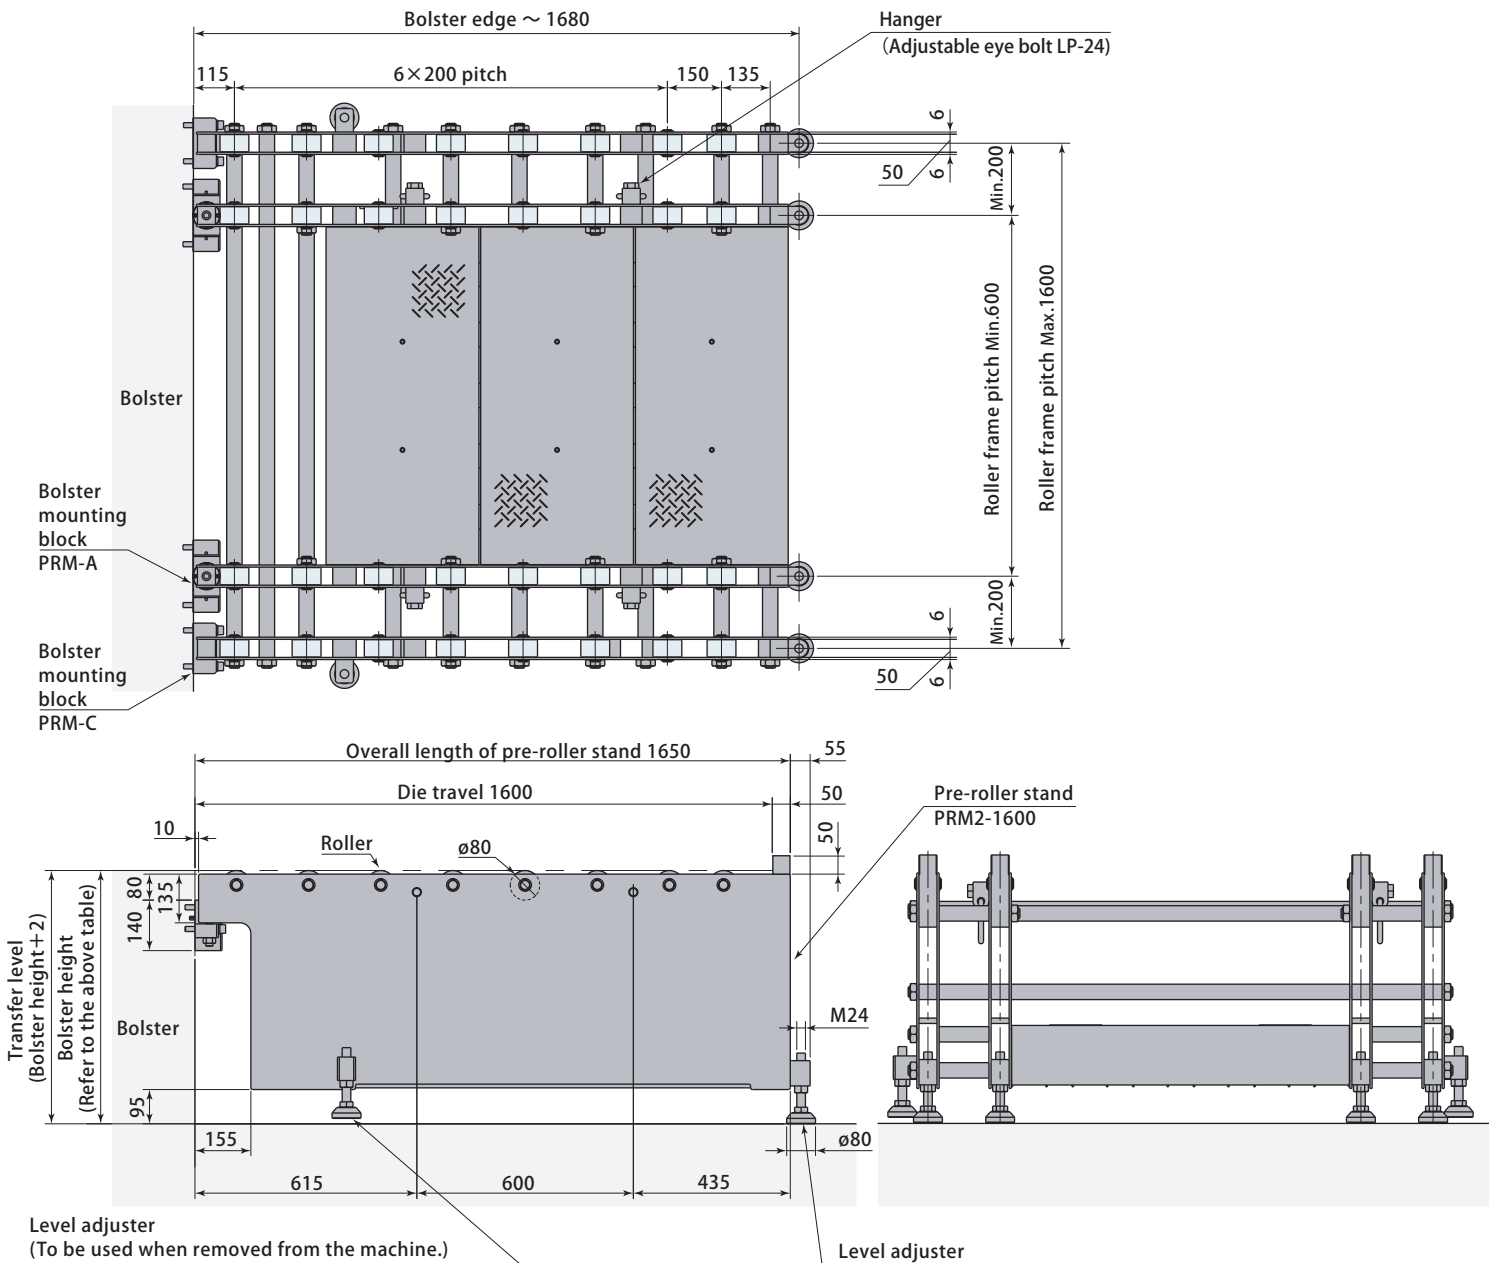 Bolster edge ～ 1680
Hanger
(Adjustable eye bolt LP-24)
115
6×200 pitch
150
135
6
50
6
Min.200
Roller frame pitch Min.600
Roller frame pitch Max.1600
Bolster
Bolster
mounting
block
PRM-A
Min.200
6
50
6
Bolster
mounting
block
PRM-C
Overall length of pre-roller stand 1650
55
Die travel 1600
50
Pre-roller stand
PRM2-1600
10
Roller
ø80
50
80
135
140
Transfer level
(Bolster height+2)
Bolster height
(Refer to the above table)
Bolster
M24
95
155
ø80
615
600
435
Level adjuster
(To be used when removed from the machine.)
Level adjuster